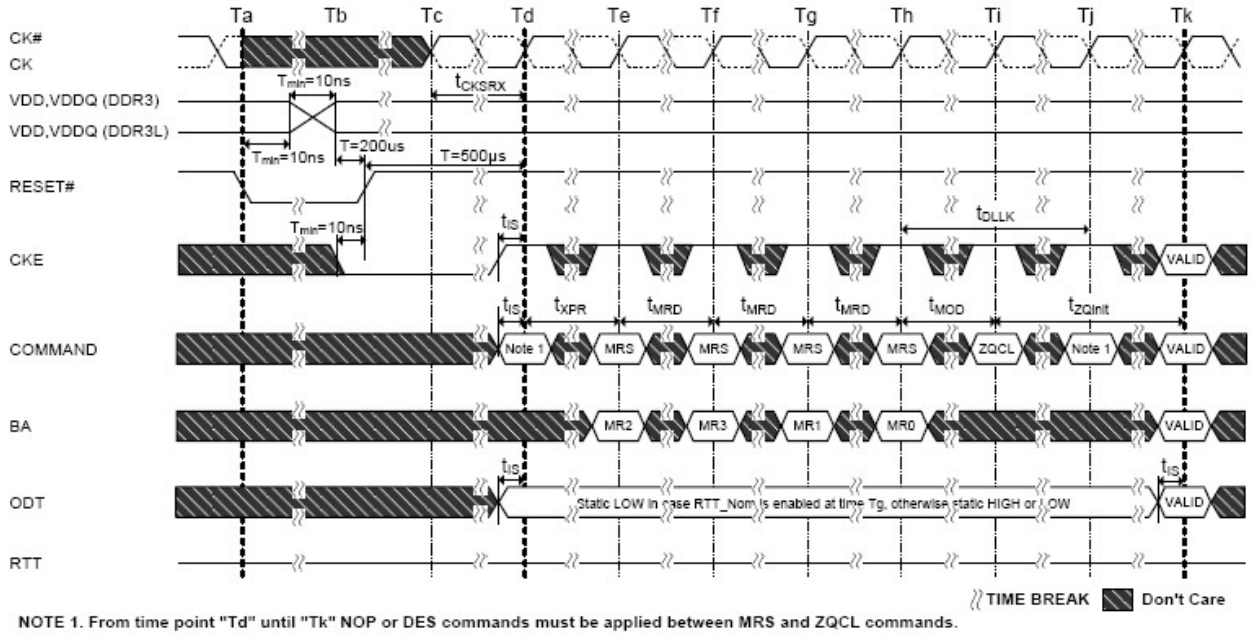 Ta Tb Tc Td Te Tf Tg Th Ti Tj Tk
CK#
CK
Tmin=10ns
tCKSRX
VDD,VDDQ (DDR3)
VDD,VDDQ (DDR3L)
Tmin=10ns
T=200us
T=500µs
RESET#
Tmin=10ns
tIS
tDLLK
CKE
VALID
tIS tXPR tMRD tMRD tMRD tMOD tZQinit
COMMAND
Note 1 MRS MRS MRS MRS ZQCL Note 1 VALID
BA
MR2 MR3 MR1 MR0 VALID
tIS
tIS
ODT
Static LOW in case RTT_Nom is enabled at time Tg, otherwise static HIGH or LOW
VALID
RTT
TIME BREAK Don't Care
NOTE 1. From time point "Td" until "Tk" NOP or DES commands must be applied between MRS and ZQCL commands.